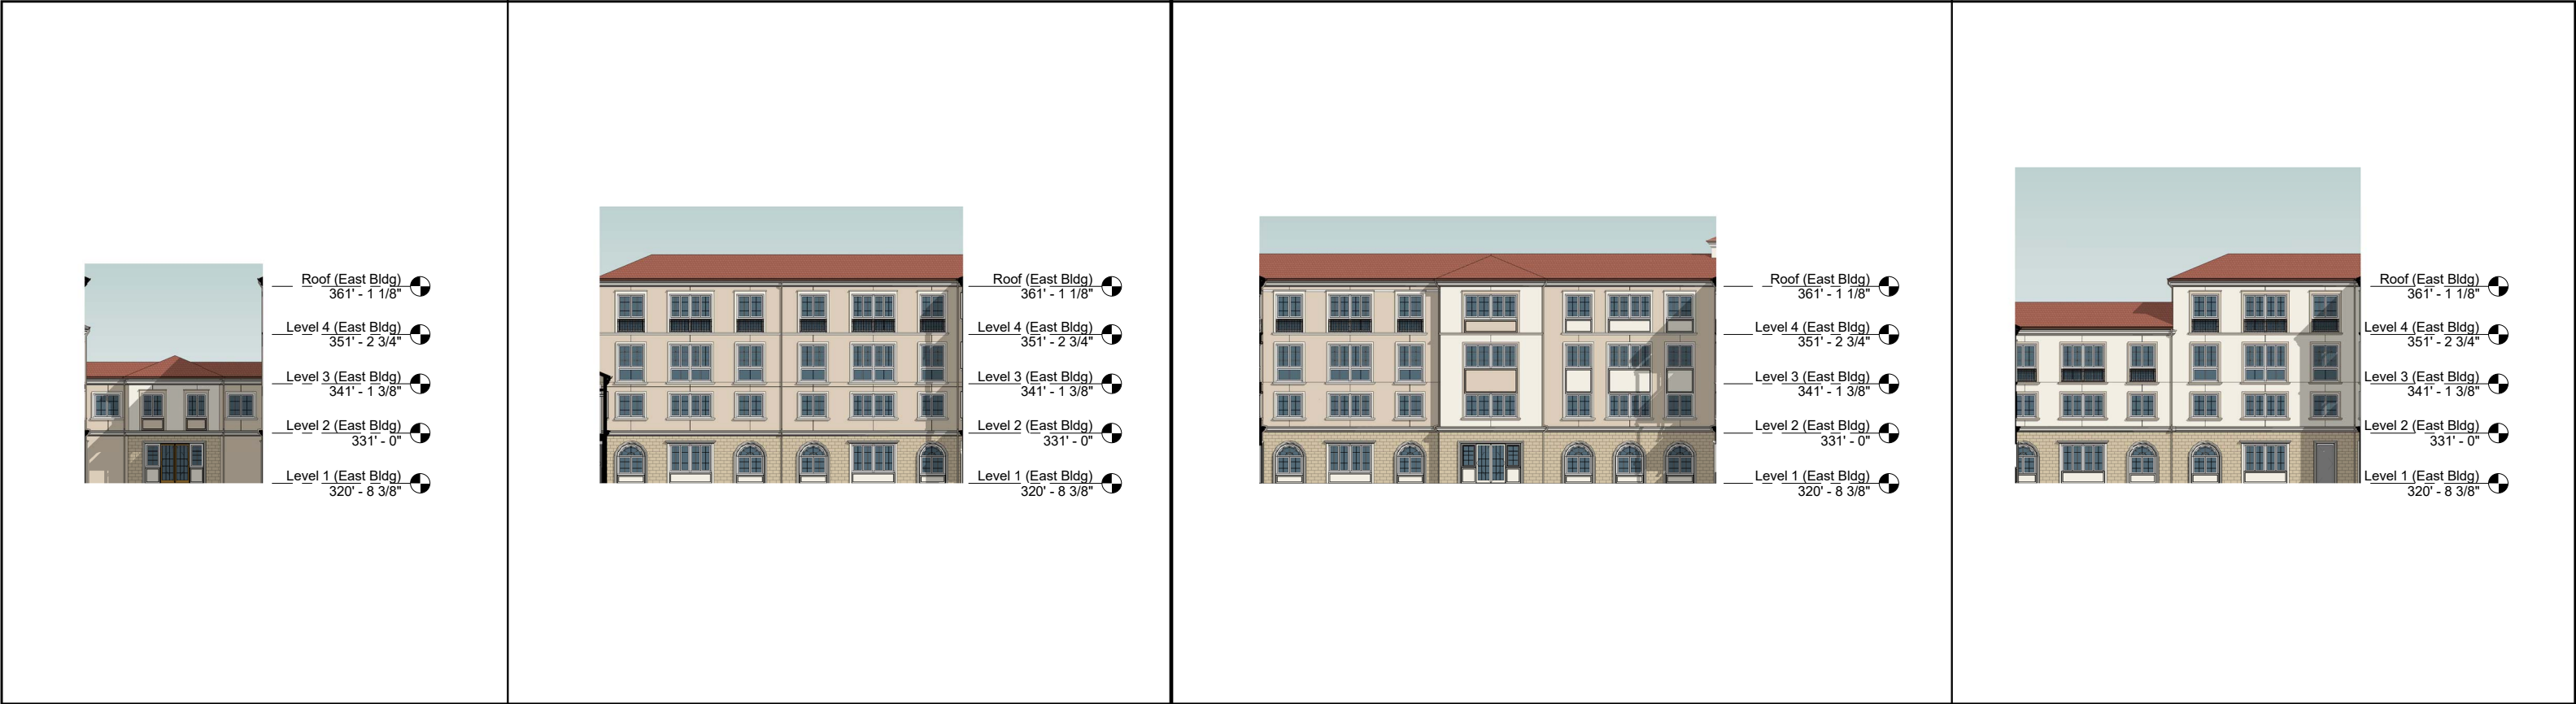 Roof (East Bldg)
361' - 1 1/8"
Level 4 (East Bldg)
351' - 2 3/4"
Level 3 (East Bldg)
341' - 1 3/8"
Level 2 (East Bldg)
331' - 0"
Level 1 (East Bldg)
320' - 8 3/8"
Roof (East Bldg)
361' - 1 1/8"
Level 4 (East Bldg)
351' - 2 3/4"
Level 3 (East Bldg)
341' - 1 3/8"
Level 2 (East Bldg)
331' - 0"
Level 1 (East Bldg)
320' - 8 3/8"
Roof (East Bldg)
361' - 1 1/8"
Level 4 (East Bldg)
351' - 2 3/4"
Level 3 (East Bldg)
341' - 1 3/8"
Level 2 (East Bldg)
331' - 0"
Level 1 (East Bldg)
320' - 8 3/8"
Roof (East Bldg)
361' - 1 1/8"
Level 4 (East Bldg)
351' - 2 3/4"
Level 3 (East Bldg)
341' - 1 3/8"
Level 2 (East Bldg)
331' - 0"
Level 1 (East Bldg)
320' - 8 3/8"